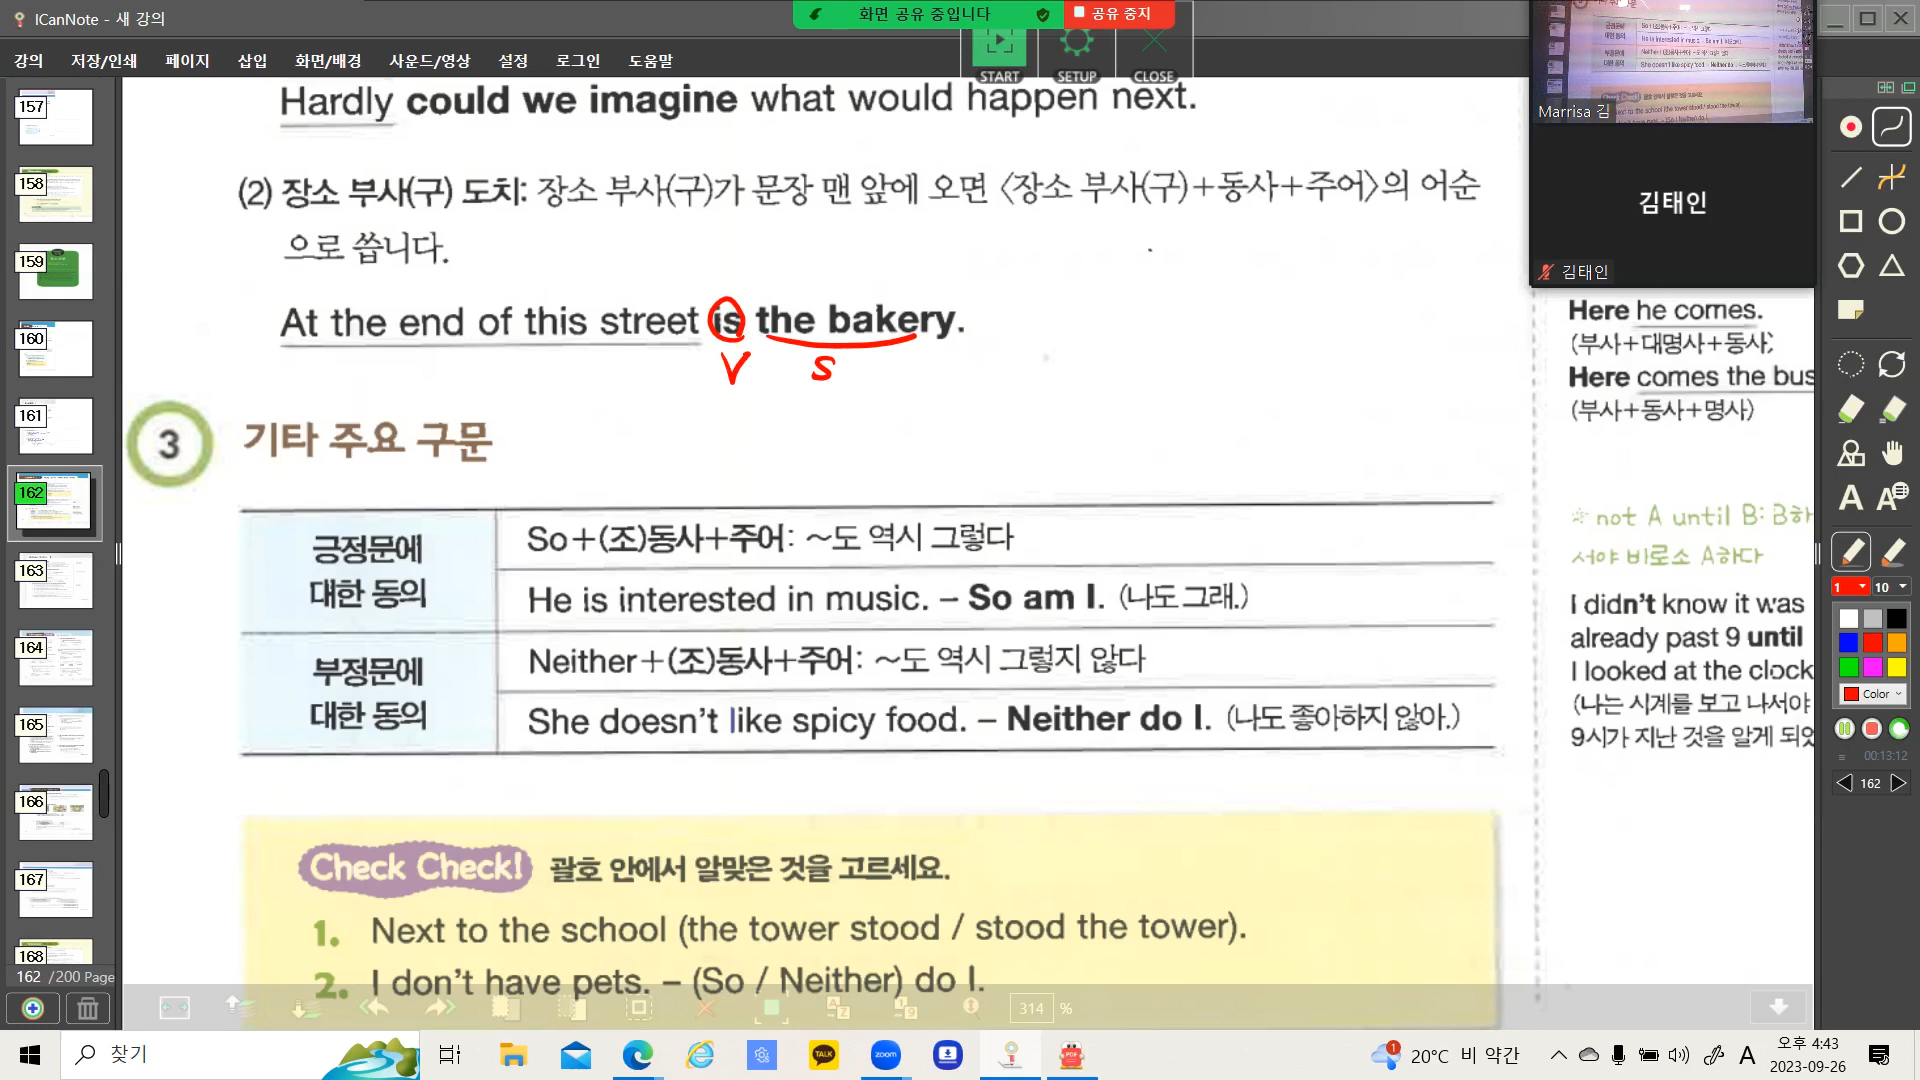 ICanNote - 새 강의
화면 공유 중입니다
공유 중지
강의 저장/인쇄 페이지 삽입 화면/배경 사운드/영상 설정 로그인 도움말
START SETUP CLOSE
Marrisa 김
김태인
김태인
157
158
159
160
161
162
163
164
165
166
167
168
162 /200 Page
Hardly could we imagine what would happen next.
(2) 장소 부사(구) 도치: 장소 부사(구)가 문장 맨 앞에 오면 〈장소 부사(구)+동사+주어〉의 어순
으로 씁니다.
At the end of this street is the bakery.
V S
3 기타 주요 구문
긍정문에
대한 동의
So+(조)동사+주어: ~도 역시 그렇다
He is interested in music. – So am I. (나도 그래.)
부정문에
대한 동의
Neither+(조)동사+주어: ~도 역시 그렇지 않다
She doesn't like spicy food. – Neither do I. (나도 좋아하지 않아.)
Check Check! 괄호 안에서 알맞은 것을 고르세요.
1. Next to the school (the tower stood / stood the tower).
2. I don't have pets. – (So / Neither) do I.
Here he comes.
(부사+대명사+동사)
Here comes the bus
(부사+동사+명사)
※ not A until B: B하
서야 비로소 A하다
I didn't know it was
already past 9 until
I looked at the clock
(나는 시계를 보고 나서야
9시가 지난 것을 알게 되었
1 10
Color
00:13:12
162
314 %
찾기
TALK
zoom
PDF
1
20°C 비 약간
A
오후 4:43
2023-09-26